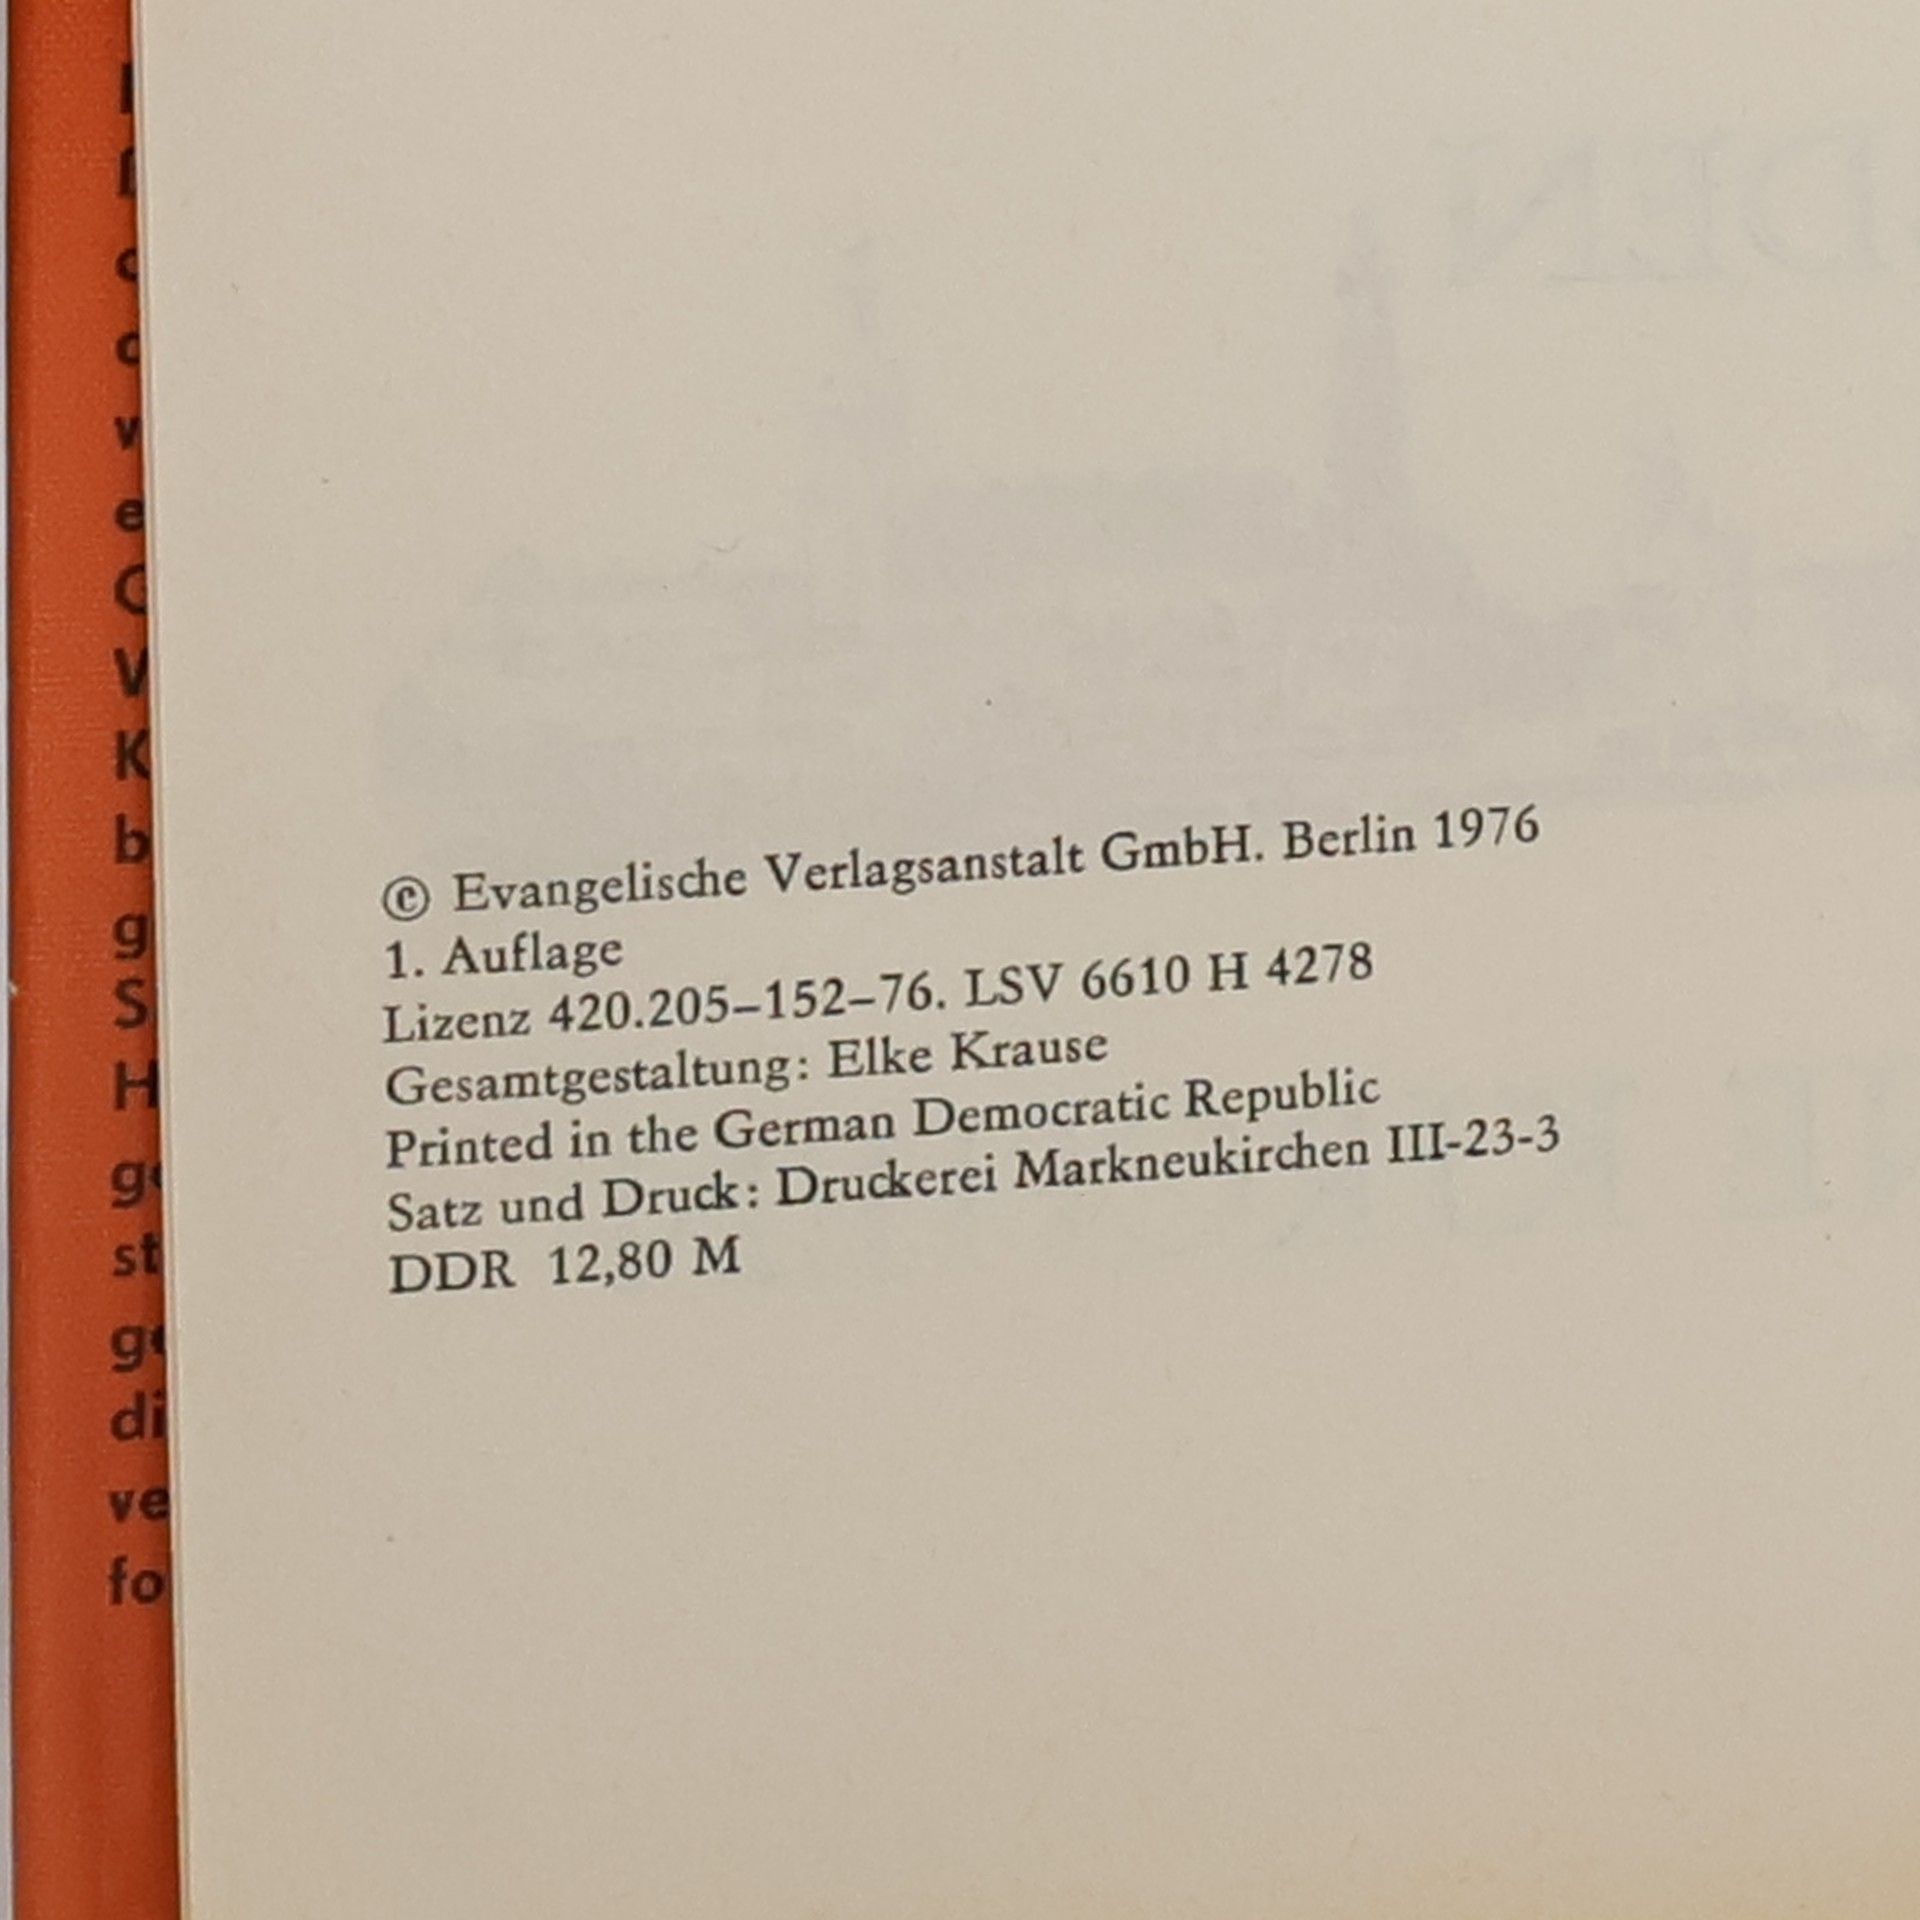 © Evangelische Verlagsanstalt GmbH. Berlin 1976
1. Auflage
Lizenz 420.205–152–76. LSV 6610 H 4278
Gesamtgestaltung: Elke Krause
Printed in the German Democratic Republic
Satz und Druck: Druckerei Markneukirchen III-23-3
DDR 12,80 M